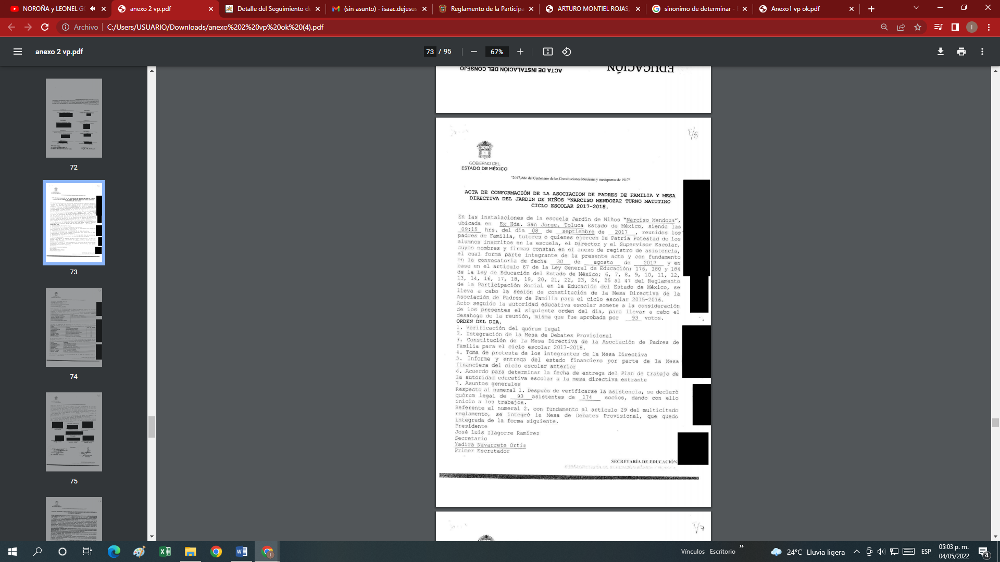 NOROÑA y LEONEL GO
anexo 2 vp.pdf
Detalle del Seguimiento de
(sin asunto) - isaac.dejesus
Reglamento de la Participa
ARTURO MONTIEL ROJAS,
sinonimo de determinar -
Anexo1 vp ok.pdf
Archivo
C:/Users/USUARIO/Downloads/anexo%202%20vp%20ok%20(4).pdf
I
anexo 2 vp.pdf
73 / 95
67%
72
73
74
75
ACTA DE INSTALACIÓN DEL CONSEJO
EDUCACIÓN
GOBIERNO DEL
ESTADO DE MÉXICO
"2017,Año del Centenario de las Constituciones Mexicana y mexiquense de 1917"
ACTA DE CONFORMACIÓN DE LA ASOCIACION DE PADRES DE FAMILIA Y MESA
DIRECTIVA DEL JARDIN DE NIÑOS "NARCISO MENDOZA2 TURNO MATUTINO
CICLO ESCOLAR 2017-2018.
En las instalaciones de la escuela Jardín de Niños "Narciso Mendoza",
ubicada en Ex Hda. San Jorge, Toluca Estado de México, siendo las
09:15 hrs. del día 08 de septiembre de 2017, reunidos los
padres de Familia, tutores o quienes ejercen la Patria Potestad de los
alumnos inscritos en la escuela, el Director y el Supervisor Escolar,
cuyos nombres y firmas constan en el anexo de registro de asistencia,
el cual forma parte integrante de la presente acta y con fundamento
en la convocatoria de fecha 30 de agosto de 2017 y en
base en el artículo 67 de la Ley General de Educación; 176, 180 y 184
de la Ley de Educación del Estado de México; 6, 7, 8, 9, 10, 11, 12,
13, 14, 16, 17, 18, 19, 20, 21, 22, 23, 24, 25 al 47 del Reglamento
de la Participación Social en la Educación del Estado de México, se
lleva a cabo la sesión de constitución de la Mesa Directiva de la
Asociación de Padres de Familia para el ciclo escolar 2015-2016.
Acto seguido la autoridad educativa escolar somete a la consideración
de los presentes el siguiente orden del día, para llevar a cabo el
desahogo de la reunión, misma que fue aprobada por 93 votos.
ORDEN DEL DIA.
1. Verificación del quórum legal
2. Integración de la Mesa de Debates Provisional
3. Constitución de la Mesa Directiva de la Asociación de Padres de
Familia para el ciclo escolar 2017-2018.
4. Toma de protesta de los integrantes de la Mesa Directiva
5. Informe y entrega del estado financiero por parte de la Mesa
financiera del ciclo escolar anterior
6. Acuerdo para determinar la fecha de entrega del Plan de trabajo de
la autoridad educativa escolar a la mesa directiva entrante
7. Asuntos generales
Respecto al numeral 1. Después de verificarse la asistencia, se declaró
quórum legal de 93 asistentes de 174 socios, dando con ello
inicio a los trabajos.
Referente al numeral 2. con fundamento al artículo 29 del multicitado
reglamento, se integró la Mesa de Debates Provisional, que quedo
integrada de la forma siguiente.
Presidente
José Luis Ilagorre Ramírez
Secretario
Yadira Navarrete Ortíz
Primer Escrutador
SECRETARÍA DE EDUCACIÓN
SUBSECRETARÍA DE EDUCACIÓN BÁSICA Y NORMAL
Vínculos
Escritorio
24°C Lluvia ligera
ESP
05:03 p. m.
04/05/2022
4